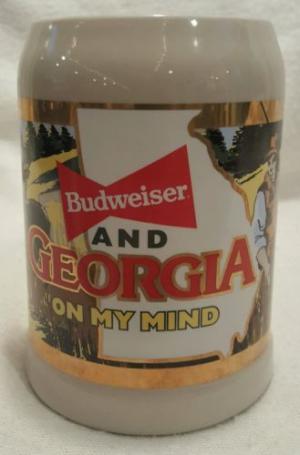 Budweiser
AND
GEORGIA
ON MY MIND